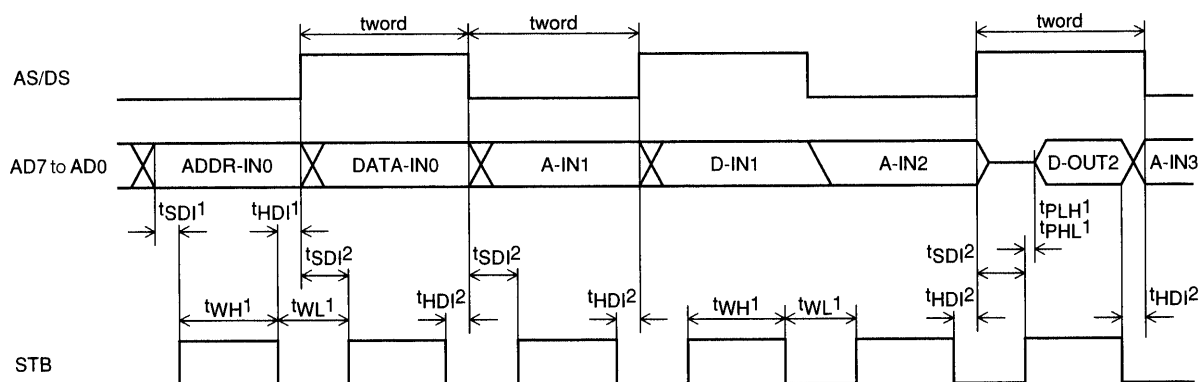 tword tword tword
AS/DS
AD7 to AD0 ADDR-IN0 DATA-IN0 A-IN1 D-IN1 A-IN2 D-OUT2 A-IN3
tSDI1 tHDI1 tPLH1
tPHL1
tSDI2 tSDI2 tSDI2
tHDI2 tHDI2 tHDI2 tHDI2
tWH1 tWL1 tWH1 tWL1
STB